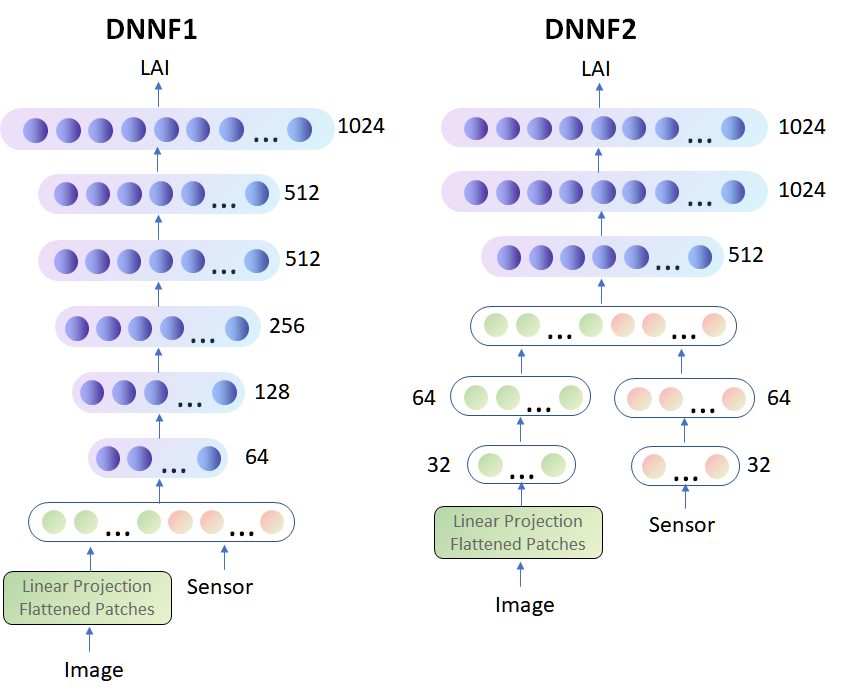 DNNF1
LAI
1024
512
512
256
128
64
Linear Projection
Flattened Patches
Sensor
Image
DNNF2
LAI
1024
1024
512
64
64
32
32
Linear Projection
Flattened Patches
Sensor
Image